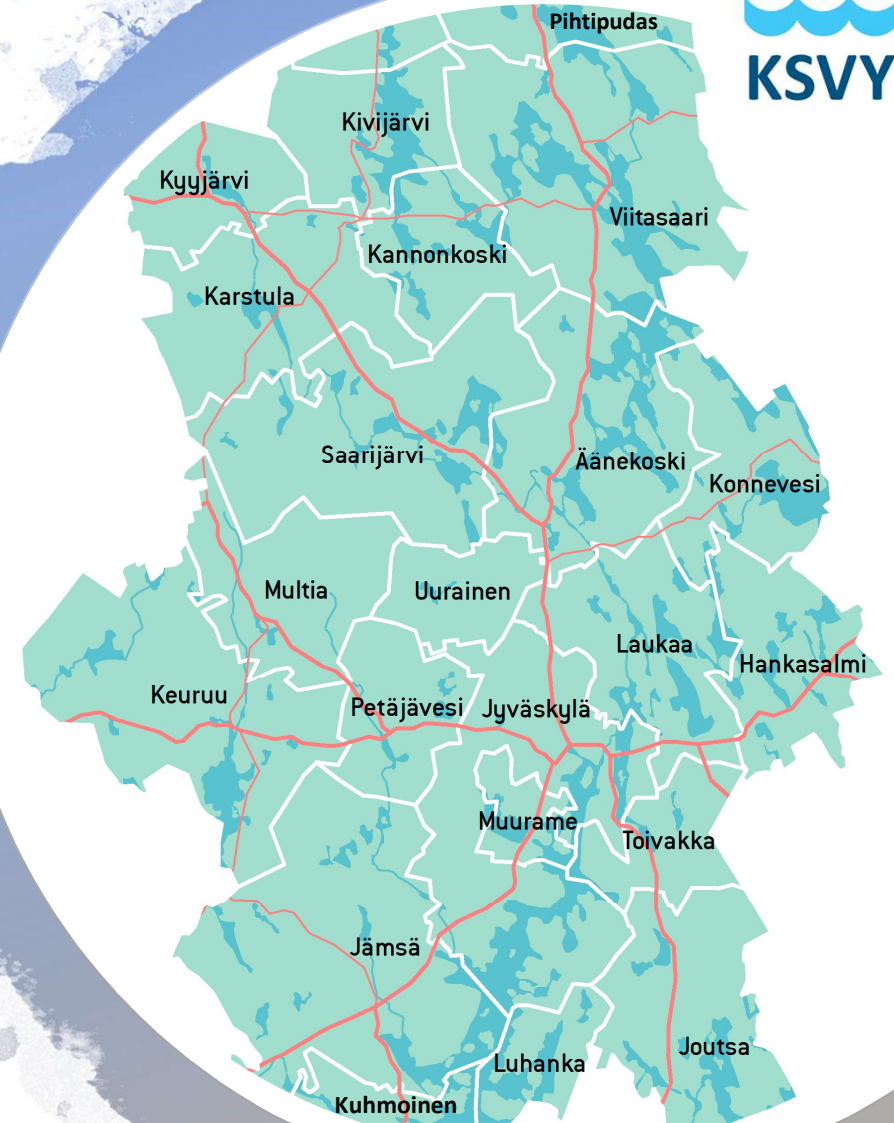 Pihtipudas
KSVY
Kivijärvi
Kyyjärvi
Viitasaari
Kannonkoski
Karstula
Saarijärvi
Äänekoski
Konnevesi
Multia
Uurainen
Laukaa
Hankasalmi
Keuruu
Petäjävesi
Jyväskylä
Muurame
Toivakka
Jämsä
Joutsa
Luhanka
Kuhmoinen